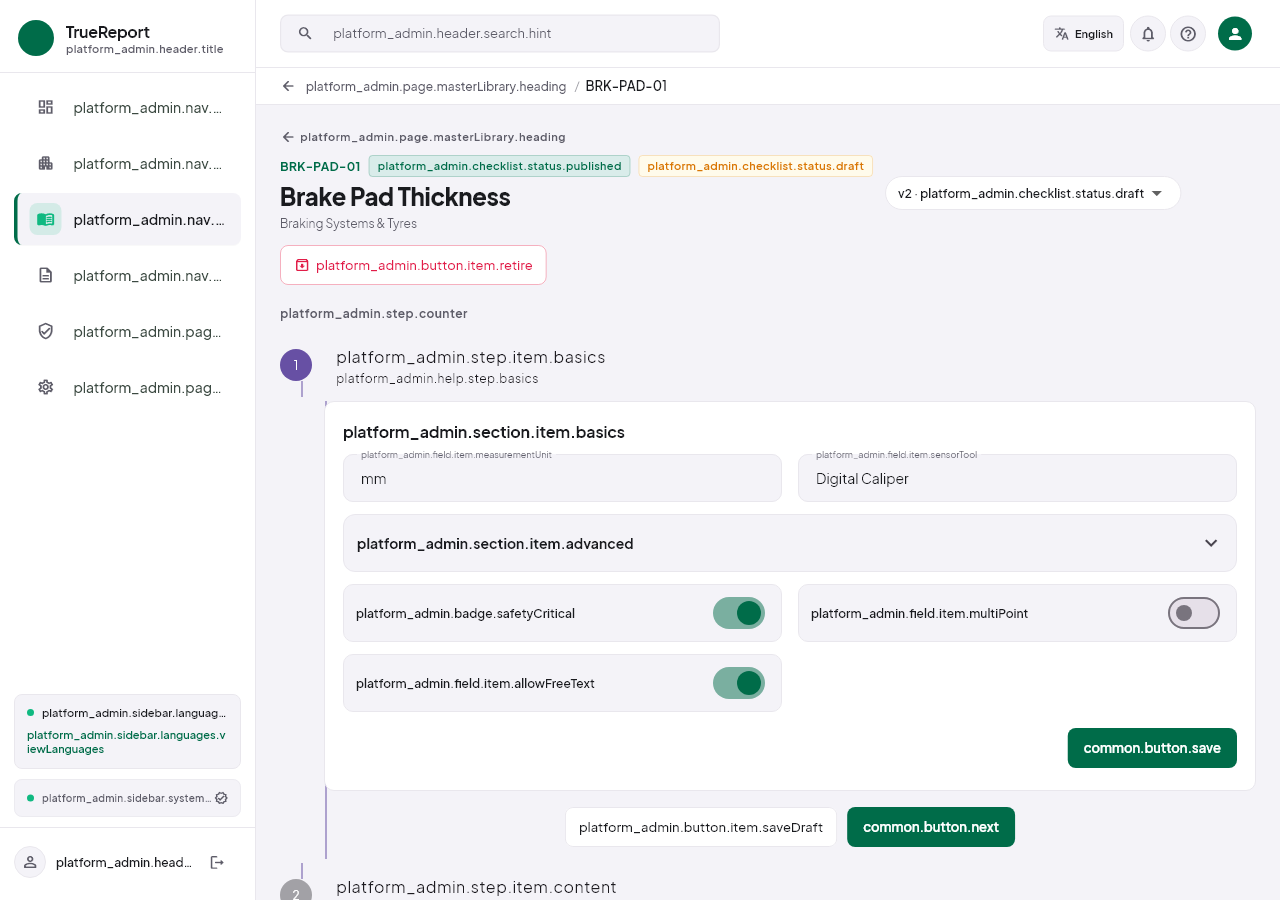 TrueReport
platform_admin.header.title
platform_admin.nav....
platform_admin.nav....
platform_admin.nav....
platform_admin.nav....
platform_admin.pag...
platform_admin.pag...
platform_admin.sidebar.languag...
platform_admin.sidebar.languages.v
iewLanguages
platform_admin.sidebar.system...
platform_admin.head...
platform_admin.header.search.hint
English
platform_admin.page.masterLibrary.heading / BRK-PAD-01
platform_admin.page.masterLibrary.heading
BRK-PAD-01 platform_admin.checklist.status.published platform_admin.checklist.status.draft
Brake Pad Thickness
Braking Systems & Tyres
v2 · platform_admin.checklist.status.draft
platform_admin.button.item.retire
platform_admin.step.counter
1 platform_admin.step.item.basics
platform_admin.help.step.basics
platform_admin.section.item.basics
platform_admin.field.item.measurementUnit
mm
platform_admin.field.item.sensorTool
Digital Caliper
platform_admin.section.item.advanced
platform_admin.badge.safetyCritical
platform_admin.field.item.multiPoint
platform_admin.field.item.allowFreeText
common.button.save
platform_admin.button.item.saveDraft
common.button.next
2 platform_admin.step.item.content